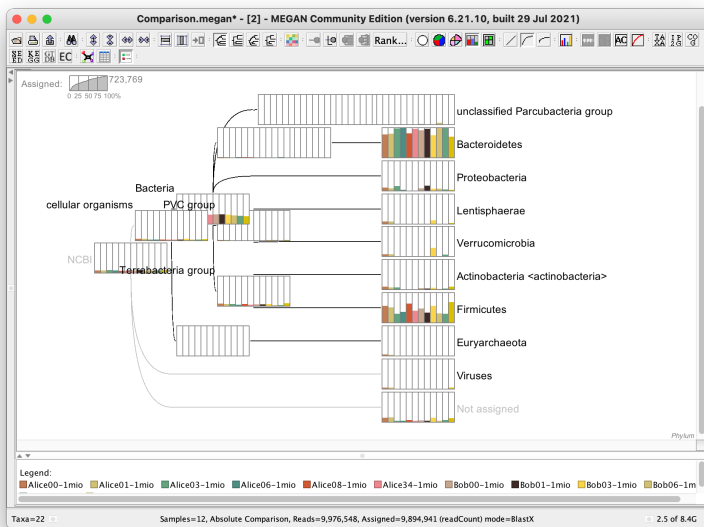 Comparison.megan* - [2] - MEGAN Community Edition (version 6.21.10, built 29 Jul 2021)
Rank...
AC
EC
Assigned:
723,769
0 25 50 75 100%
unclassified Parcubacteria group
Bacteroidetes
Proteobacteria
Bacteria
cellular organisms
PVC group
Lentisphaerae
Verrucomicrobia
NCBI
Terrabacteria group
Actinobacteria <actinobacteria>
Firmicutes
Euryarchaeota
Viruses
Not assigned
Phylum
Legend:
Alice00-1mio Alice01-1mio Alice03-1mio Alice06-1mio Alice08-1mio Alice34-1mio Bob00-1mio Bob01-1mio Bob03-1mio Bob06-1m
Taxa=22 Samples=12, Absolute Comparison, Reads=9,976,548, Assigned=9,894,941 (readCount) mode=BlastX 2.5 of 8.4G